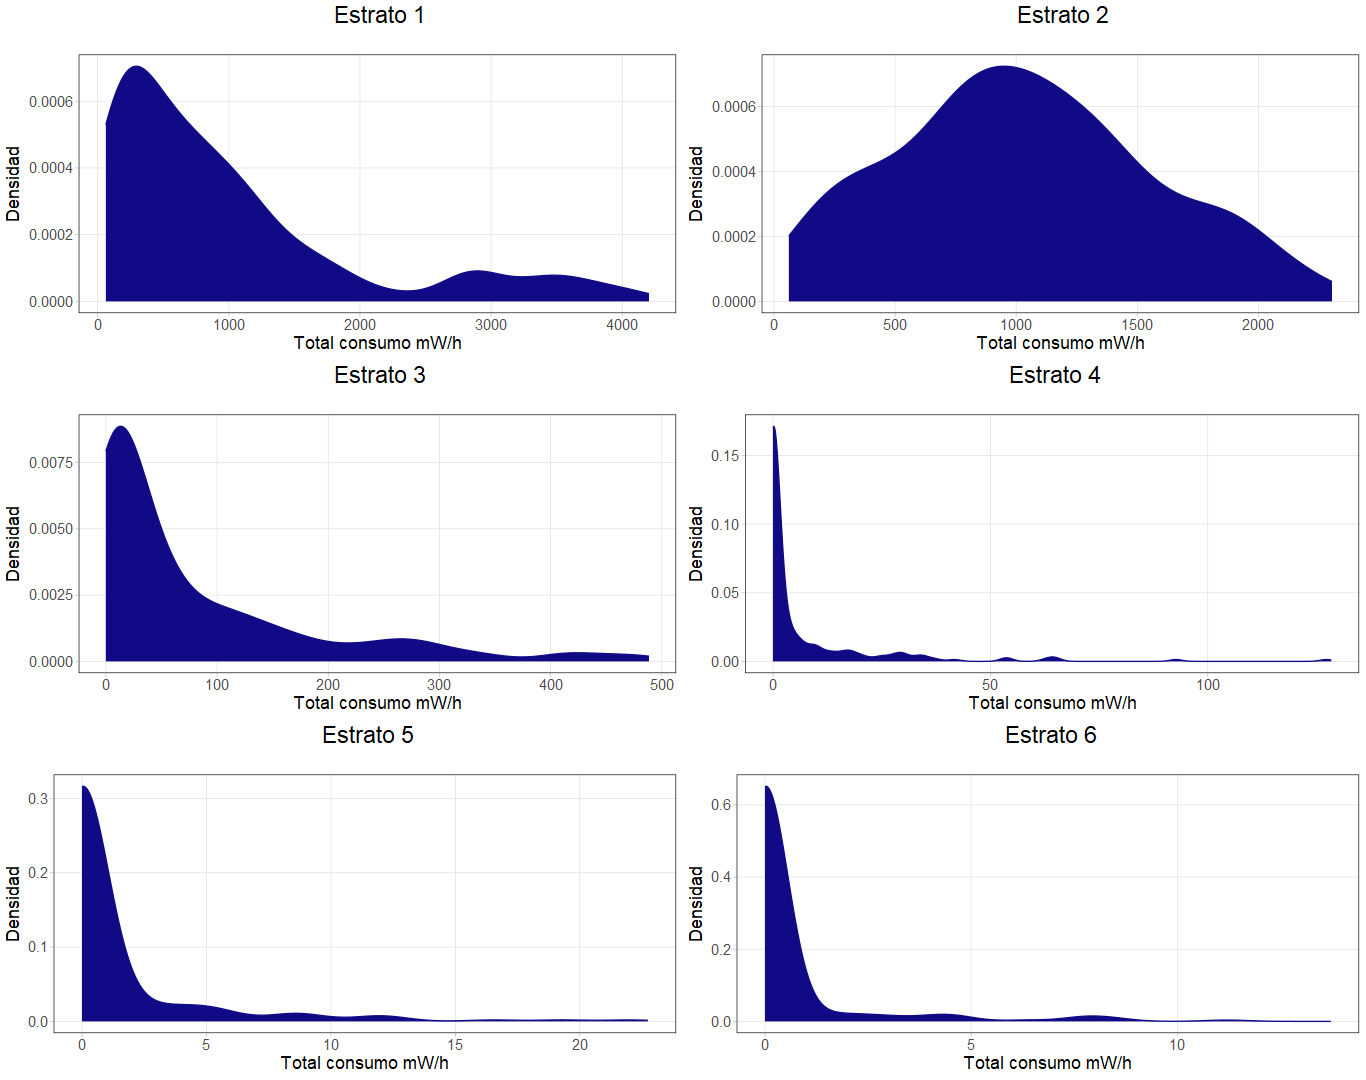 Estrato 1
Densidad
0.0006
0.0004
0.0002
0.0000
0 1000 2000 3000 4000
Total consumo mW/h
Estrato 2
Densidad
0.0006
0.0004
0.0002
0.0000
0 500 1000 1500 2000
Total consumo mW/h
Estrato 3
Densidad
0.0075
0.0050
0.0025
0.0000
0 100 200 300 400 500
Total consumo mW/h
Estrato 4
Densidad
0.15
0.10
0.05
0.00
0 50 100
Total consumo mW/h
Estrato 5
Densidad
0.3
0.2
0.1
0.0
0 5 10 15 20
Total consumo mW/h
Estrato 6
Densidad
0.6
0.4
0.2
0.0
0 5 10
Total consumo mW/h